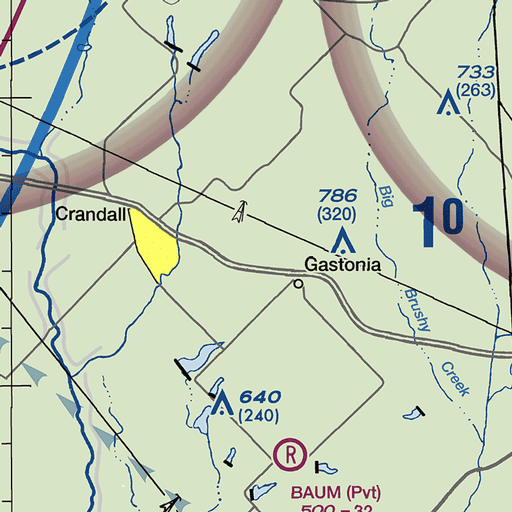 733
(263)
786
(320)
Big
1⁰
Crandall
Gastonia
Brushy
Creek
640
(240)
R
BAUM (Pvt)
500 - 32